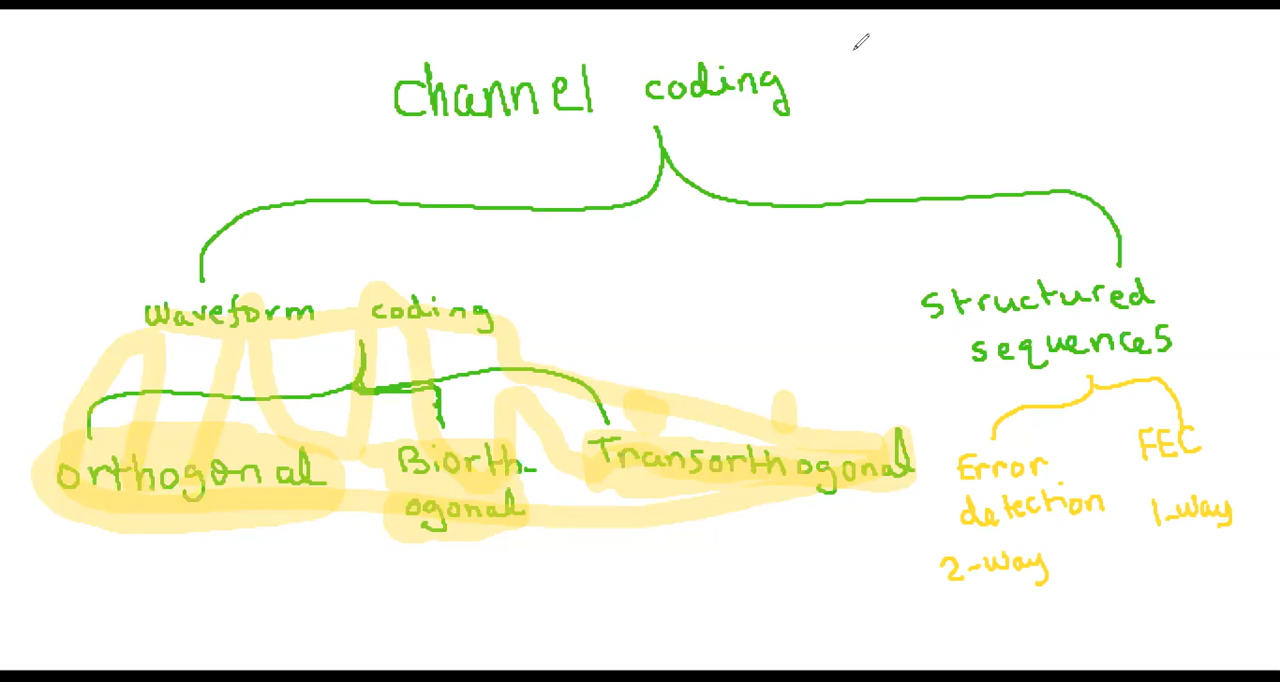 channel coding
waveform coding
structured
sequences
orthogonal
Biorth-
ogonal
Transorthogonal
Error
detection
2-way
FEC
1-way